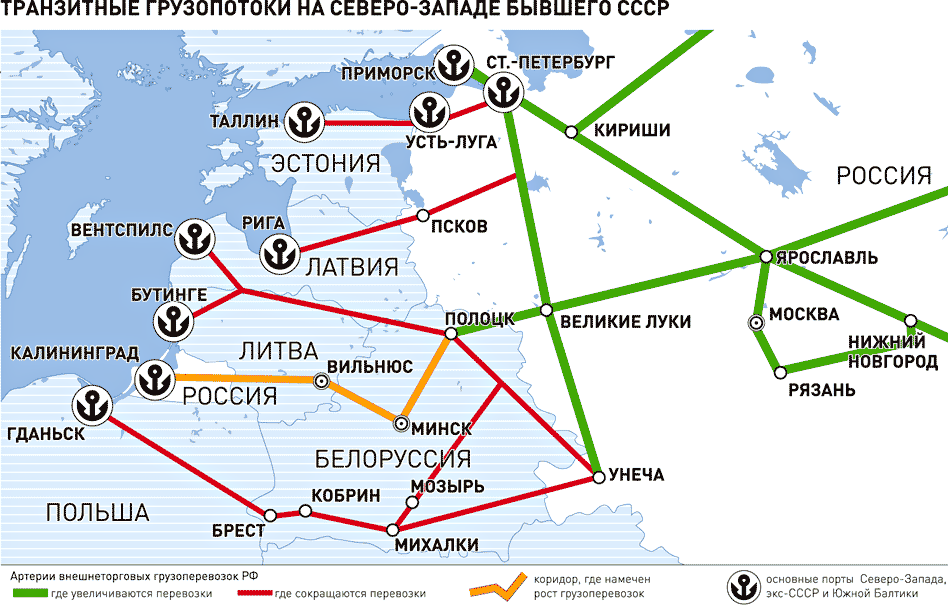 ТРАНЗИТНЫЕ ГРУЗОПОТОКИ НА СЕВЕРО-ЗАПАДЕ БЫВШЕГО СССР
ПРИМОРСК
СТ.-ПЕТЕРБУРГ
ТАЛЛИН
УСТЬ-ЛУГА
КИРИШИ
ЭСТОНИЯ
РОССИЯ
ВЕНТСПИЛС
РИГА
ПСКОВ
ЛАТВИЯ
ЯРОСЛАВЛЬ
БУТИНГЕ
ПОЛОЦК
ВЕЛИКИЕ ЛУКИ
МОСКВА
КАЛИНИНГРАД
ЛИТВА
ВИЛЬНЮС
НИЖНИЙ
НОВГОРОД
РОССИЯ
РЯЗАНЬ
ГДАНЬСК
МИНСК
БЕЛОРУССИЯ
УНЕЧА
МОЗЫРЬ
КОБРИН
ПОЛЬША
БРЕСТ
МИХАЛКИ
Артерии внешнеторговых грузоперевозок РФ
где увеличиваются перевозки
где сокращаются перевозки
коридор, где намечен
рост грузоперевозок
основные порты Северо-Запада,
экс-СССР и Южной Балтики